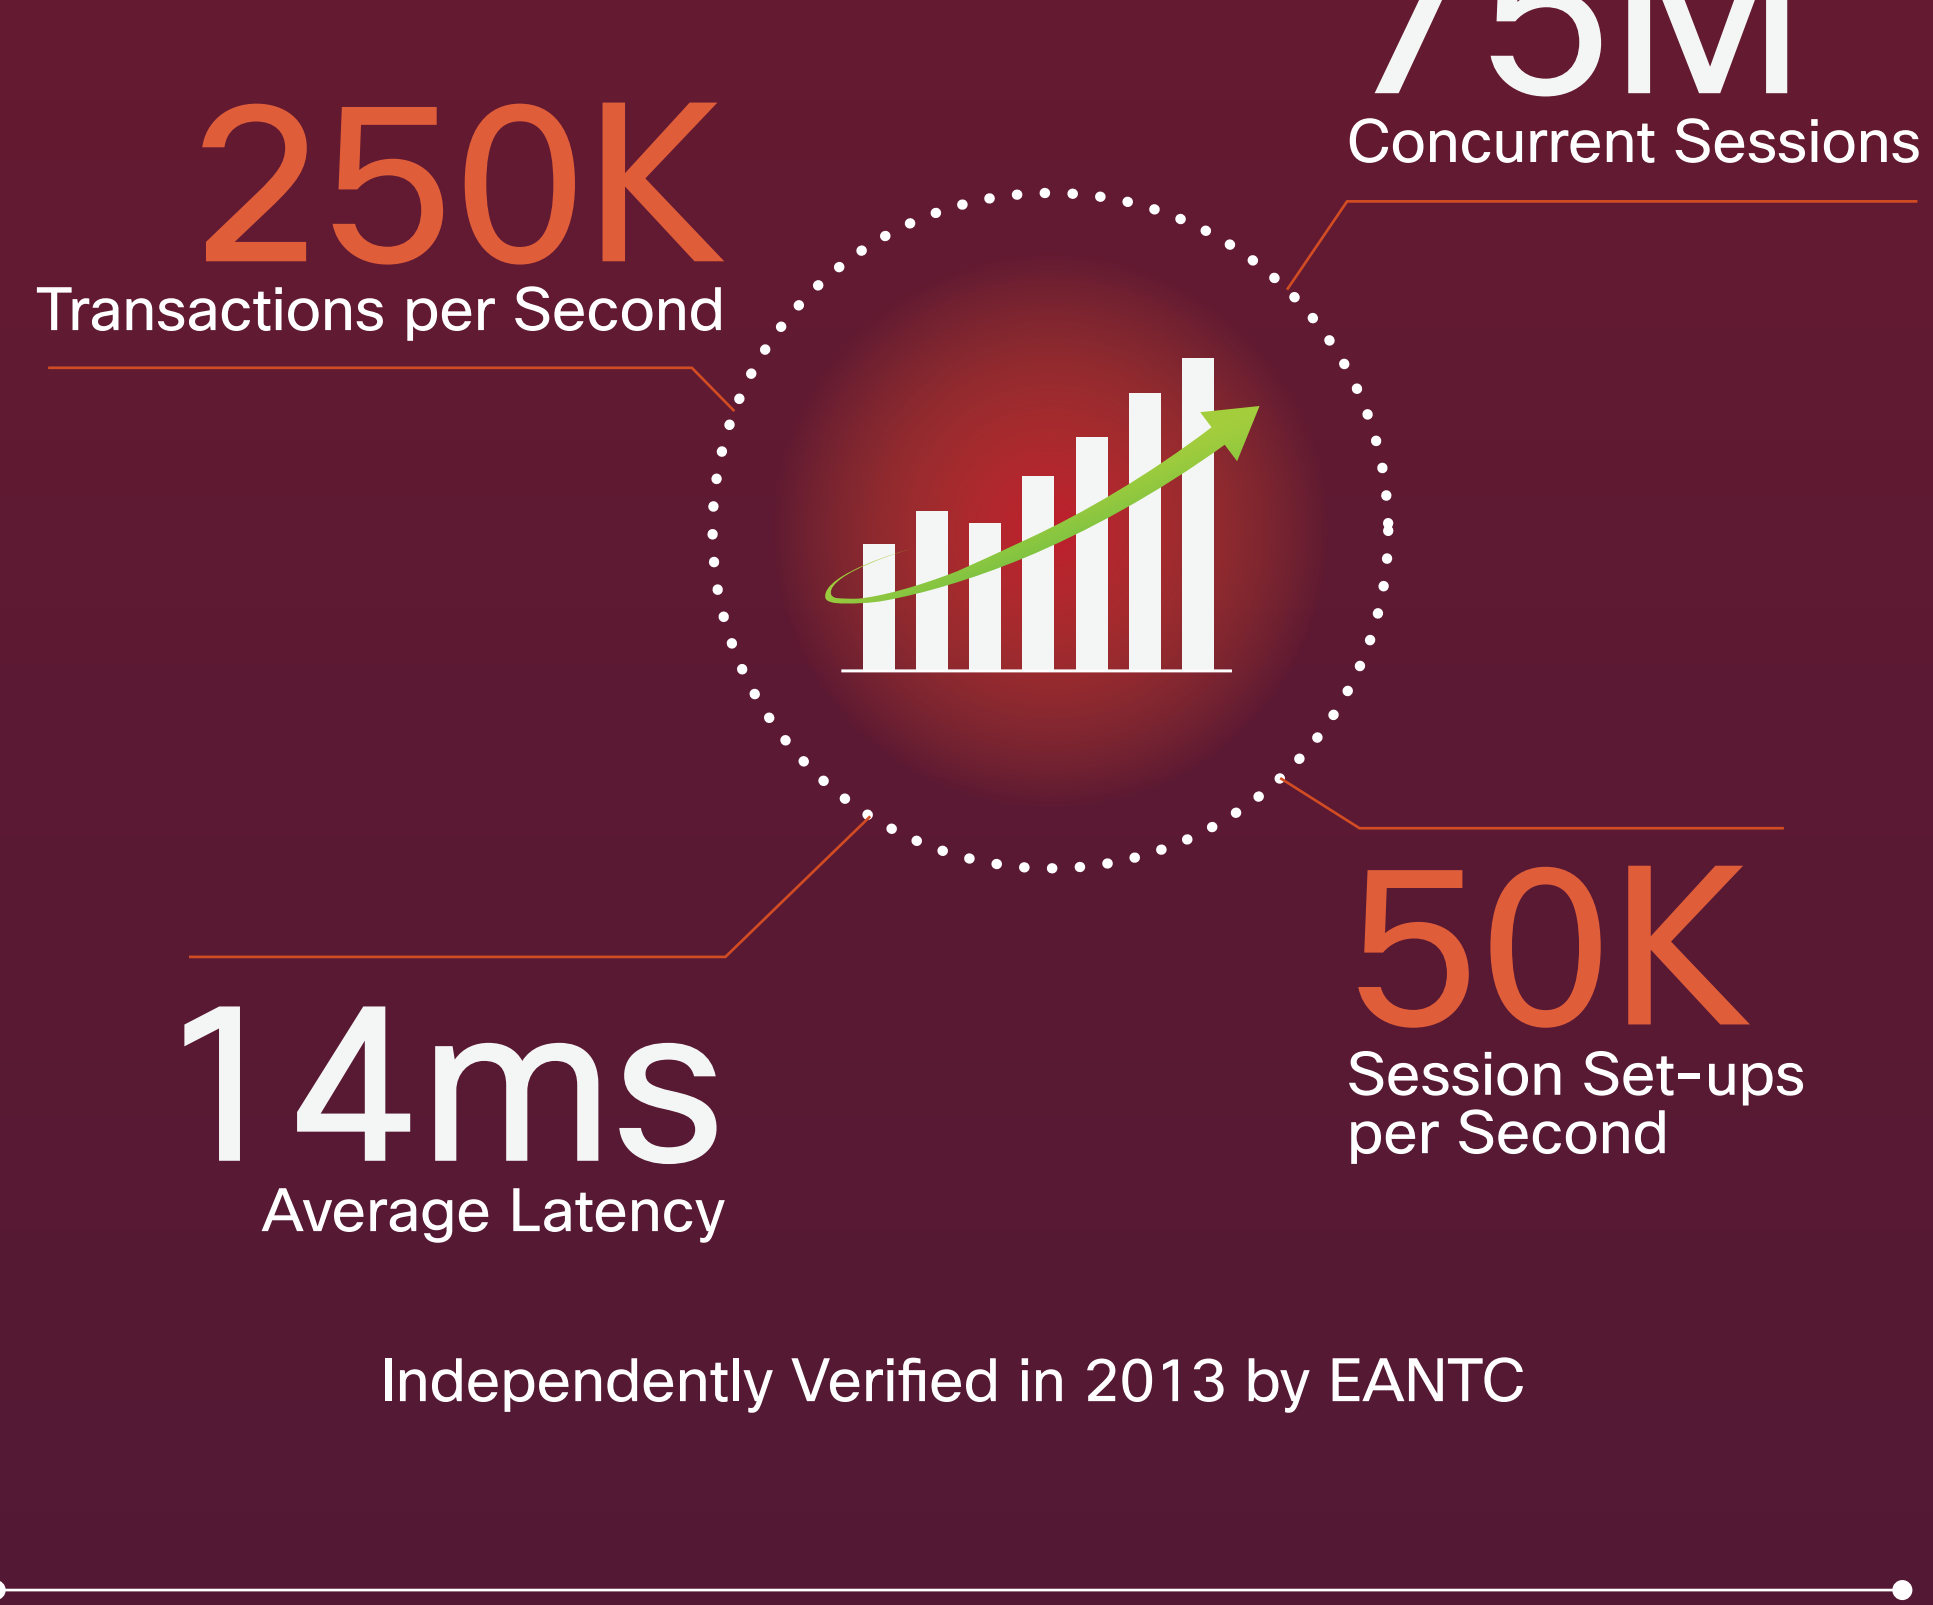 75M
Concurrent Sessions
250K
Transactions per Second
50K
Session Set-ups
per Second
14ms
Average Latency
Independently Verified in 2013 by EANTC